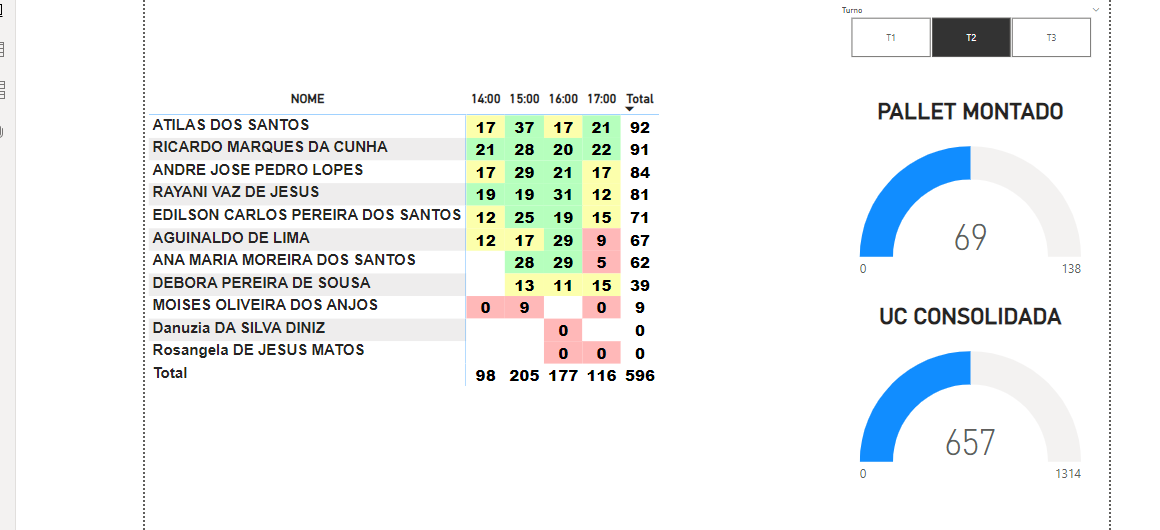 Turno
T1 T2 T3
NOME 14:00 15:00 16:00 17:00 Total
ATILAS DOS SANTOS 17 37 17 21 92
RICARDO MARQUES DA CUNHA 21 28 20 22 91
ANDRE JOSE PEDRO LOPES 17 29 21 17 84
RAYANI VAZ DE JESUS 19 19 31 12 81
EDILSON CARLOS PEREIRA DOS SANTOS 12 25 19 15 71
AGUINALDO DE LIMA 12 17 29 9 67
ANA MARIA MOREIRA DOS SANTOS 28 29 5 62
DEBORA PEREIRA DE SOUSA 13 11 15 39
MOISES OLIVEIRA DOS ANJOS 0 9 0 9
Danuzia DA SILVA DINIZ 0 0
Rosangela DE JESUS MATOS 0 0 0
Total 98 205 177 116 596
PALLET MONTADO
69
0 138
UC CONSOLIDADA
657
0 1314